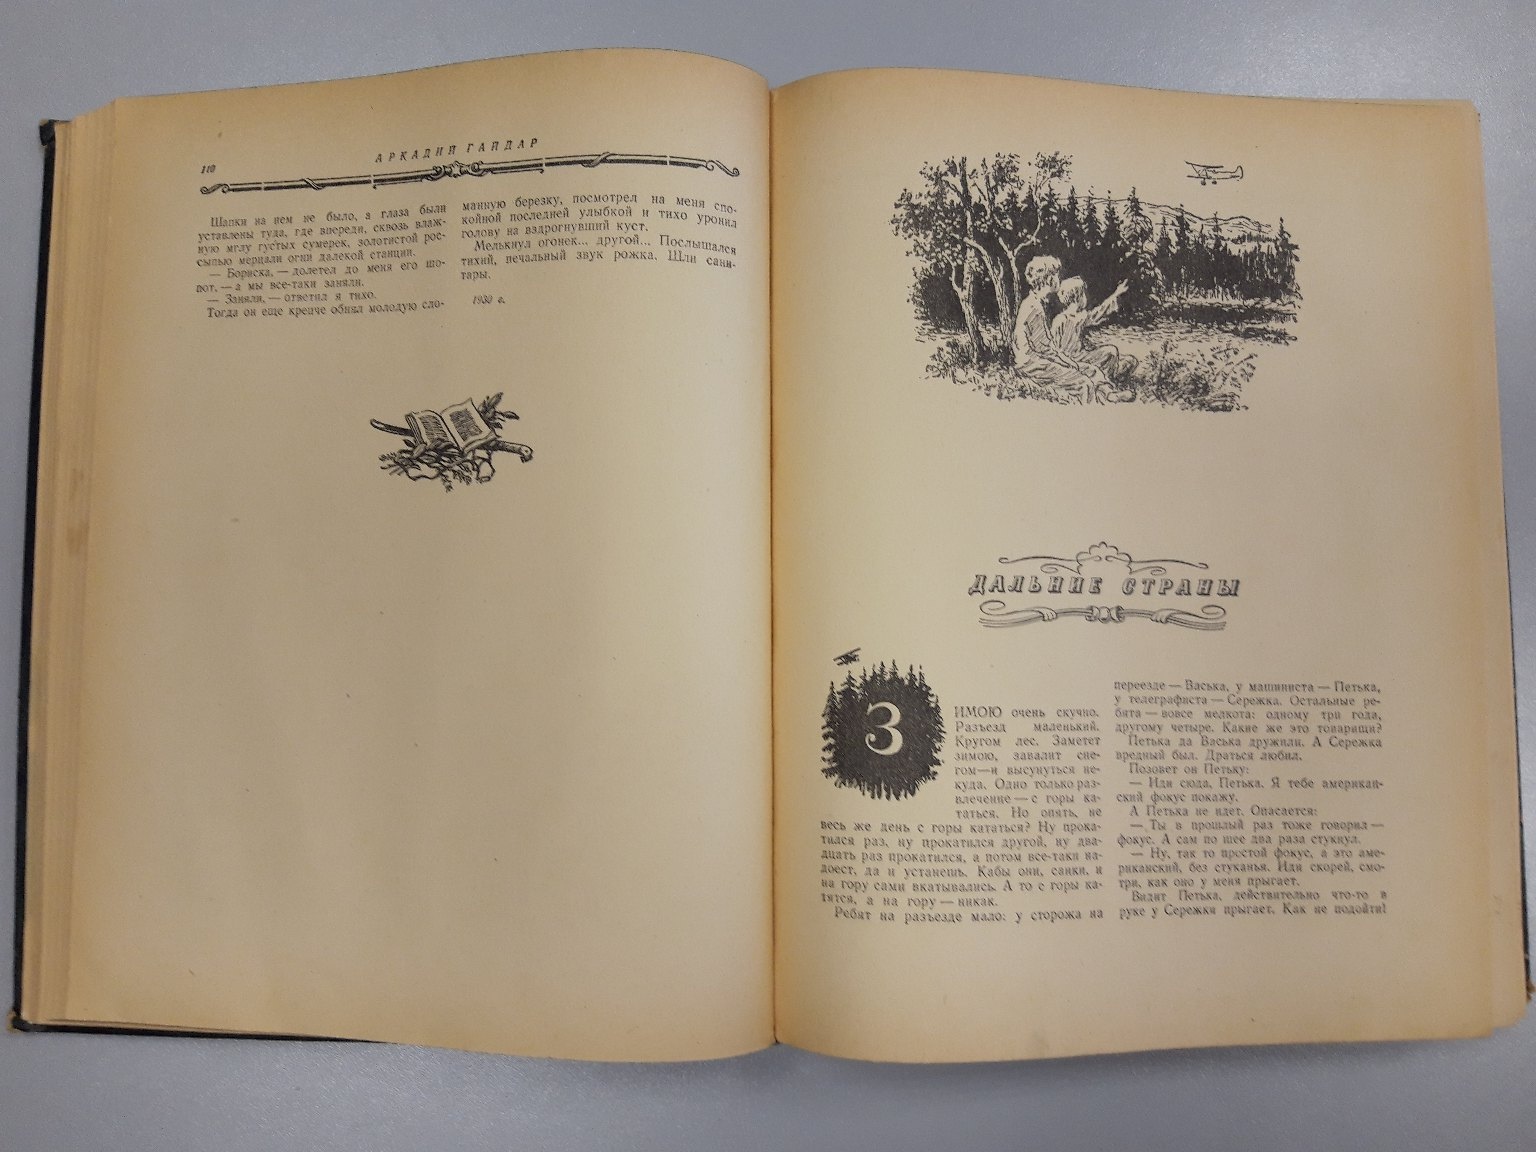 110
АРКАДИЙ ГАЙДАР
Шапки на нем не было, а глаза были
уставлены туда, где впереди, сквозь влаж-
ную мглу густых сумерек, золотистой рос-
сыпью мерцали огни далекой станции.
— Бориска, — долетел до меня его шо-
пот, — а мы все-таки заняли.
— Заняли, — ответил я тихо.
Тогда он еще крепче обнял молодую сло-
манную березку, посмотрел на меня спо-
койной последней улыбкой и тихо уронил
голову на вздрогнувший куст.
Мелькнул огонек... другой... Послышался
тихий, печальный звук рожка. Шли сани-
тары.
1930 г.
ДАЛЬНИЕ СТРАНЫ
ЗИМОЮ очень скучно.
Разъезд маленький.
Кругом лес. Заметет
зимою, завалит сне-
гом—и высунуться не-
куда. Одно только раз-
влечение — с горы ка-
таться. Но опять, не
весь же день с горы кататься? Ну прока-
тился раз, ну прокатился другой, ну два-
дцать раз прокатился, а потом все-таки на-
доест, да и устанешь. Кабы они, санки, и
на гору сами вкатывались. А то с горы ка-
тятся, а на гору — никак.
Ребят на разъезде мало: у сторожа на
переезде — Васька, у машиниста — Петька,
у телеграфиста — Сережка. Остальные ре-
бята — вовсе мелкота: одному три года,
другому четыре. Какие же это товарищи?
Петька да Васька дружили. А Сережка
вредный был. Драться любил.
Позовет он Петьку:
— Иди сюда, Петька. Я тебе американ-
ский фокус покажу.
А Петька не идет. Опасается:
— Ты в прошлый раз тоже говорил —
фокус. А сам по шее два раза стукнул.
— Ну, так то простой фокус, а это аме-
риканский, без стуканья. Иди скорей, смо-
три, как оно у меня прыгает.
Видит Петька, действительно что-то в
руке у Сережки прыгает. Как не подойти!